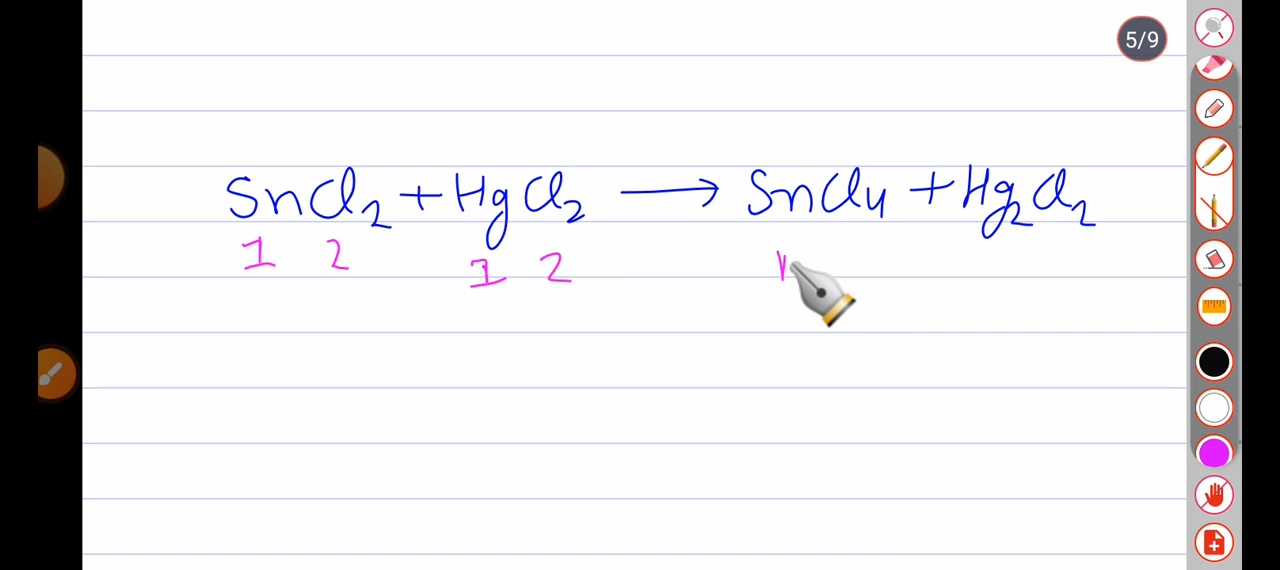 5/9
SnCl₂ + HgCl₂ → SnCl₄ + Hg₂Cl₂
1 2 1 2